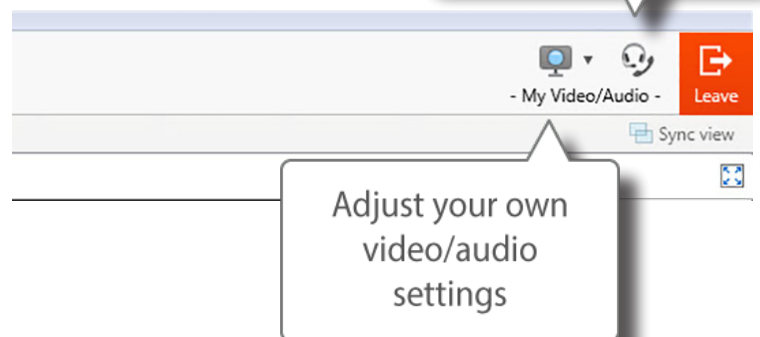 - My Video/Audio -
Leave
Sync view
Adjust your own
video/audio
settings